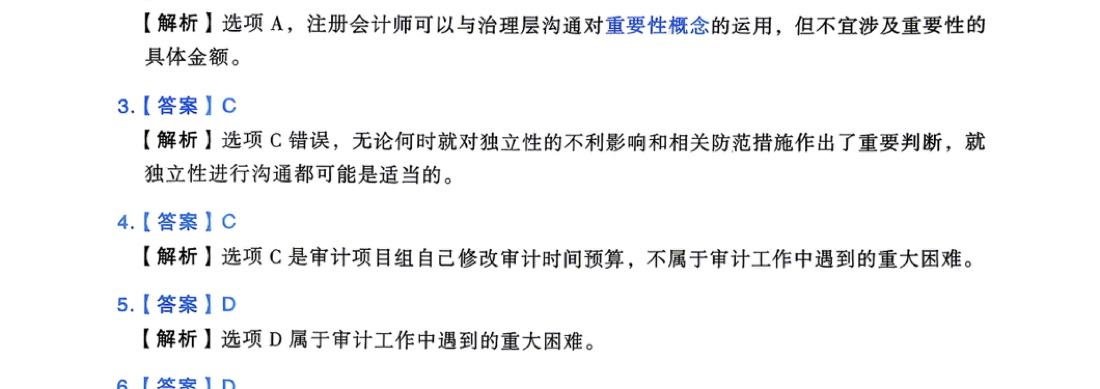 【解析】选项 A，注册会计师可以与治理层沟通对重要性概念的运用，但不宜涉及重要性的
具体金额。
3.【答案】C
【解析】选项 C 错误，无论何时就对独立性的不利影响和相关防范措施作出了重要判断，就
独立性进行沟通都可能是适当的。
4.【答案】C
【解析】选项 C 是审计项目组自己修改审计时间预算，不属于审计工作中遇到的重大困难。
5.【答案】D
【解析】选项 D 属于审计工作中遇到的重大困难。
6.【答案】D